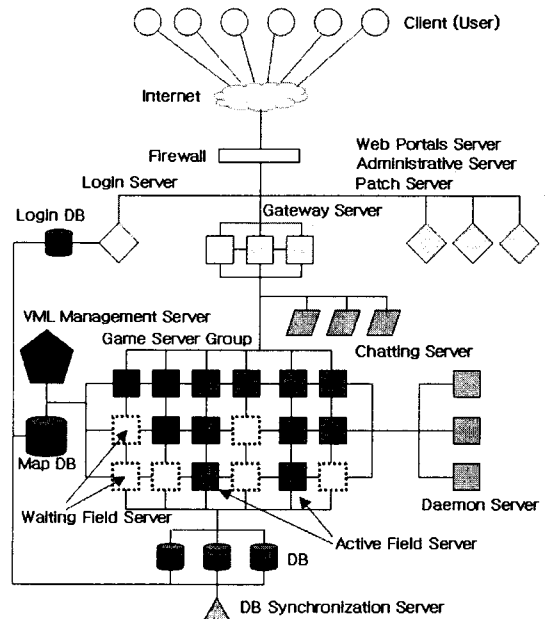 Client (User)
Internet
Firewall
Web Portals Server
Administrative Server
Patch Server
Login Server
Login DB
Gateway Server
VML Management Server
Game Server Group
Chatting Server
Map DB
Waiting Field Server
Active Field Server
Daemon Server
DB
DB Synchronization Server